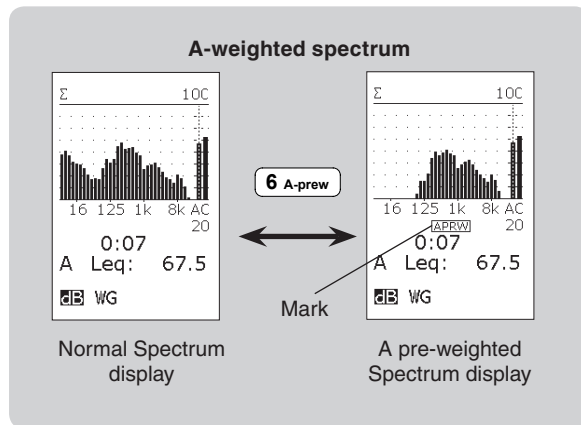 A-weighted spectrum
Σ 100
16 125 1k 8k AC
20
0:07
A Leq: 67.5
dB WG
Normal Spectrum
display
6 A-prew
Σ 100
16 125 1k 8k AC
APRW 20
0:07
A Leq: 67.5
dB WG
Mark
A pre-weighted
Spectrum display